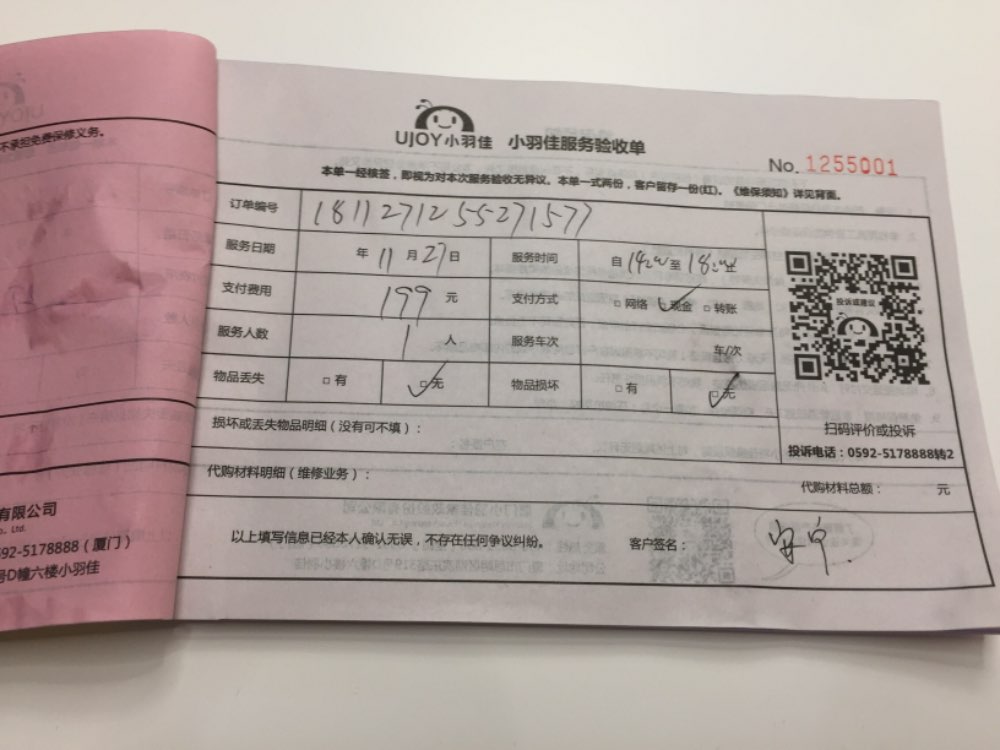 不承担免费保修义务。
UJOY小羽佳 小羽佳服务验收单
No. 1255001
本单一经核签，即视为对本次服务验收无异议。本单一式两份，客户留存一份(红)。《维保须知》详见背面。
订单编号 1811271255271577
服务日期 年 11 月 27 日 服务时间 自 14:00 至 18:00 止
支付费用 199 元 支付方式 □ 网络 ✓现金 □ 转账
服务人数 1 人 服务车次 车/次
物品丢失 □ 有 ✓□ 无 物品损坏 □ 有 ✓□ 无
投诉或建议
扫码评价或投诉
投诉电话：0592-5178888转2
损坏或丢失物品明细（没有可不填）：
代购材料明细（维修业务）：
代购材料总额： 元
以上填写信息已经本人确认无误，不存在任何争议纠纷。 客户签名：
有限公司
o. Ltd.
92-5178888（厦门）
号D幢六楼小羽佳